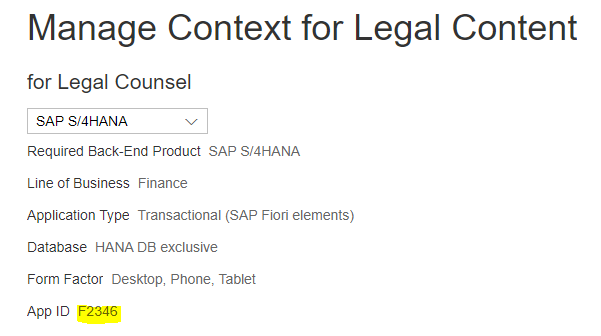 Manage Context for Legal Content
for Legal Counsel
SAP S/4HANA
Required Back-End Product SAP S/4HANA
Line of Business Finance
Application Type Transactional (SAP Fiori elements)
Database HANA DB exclusive
Form Factor Desktop, Phone, Tablet
App ID F2346